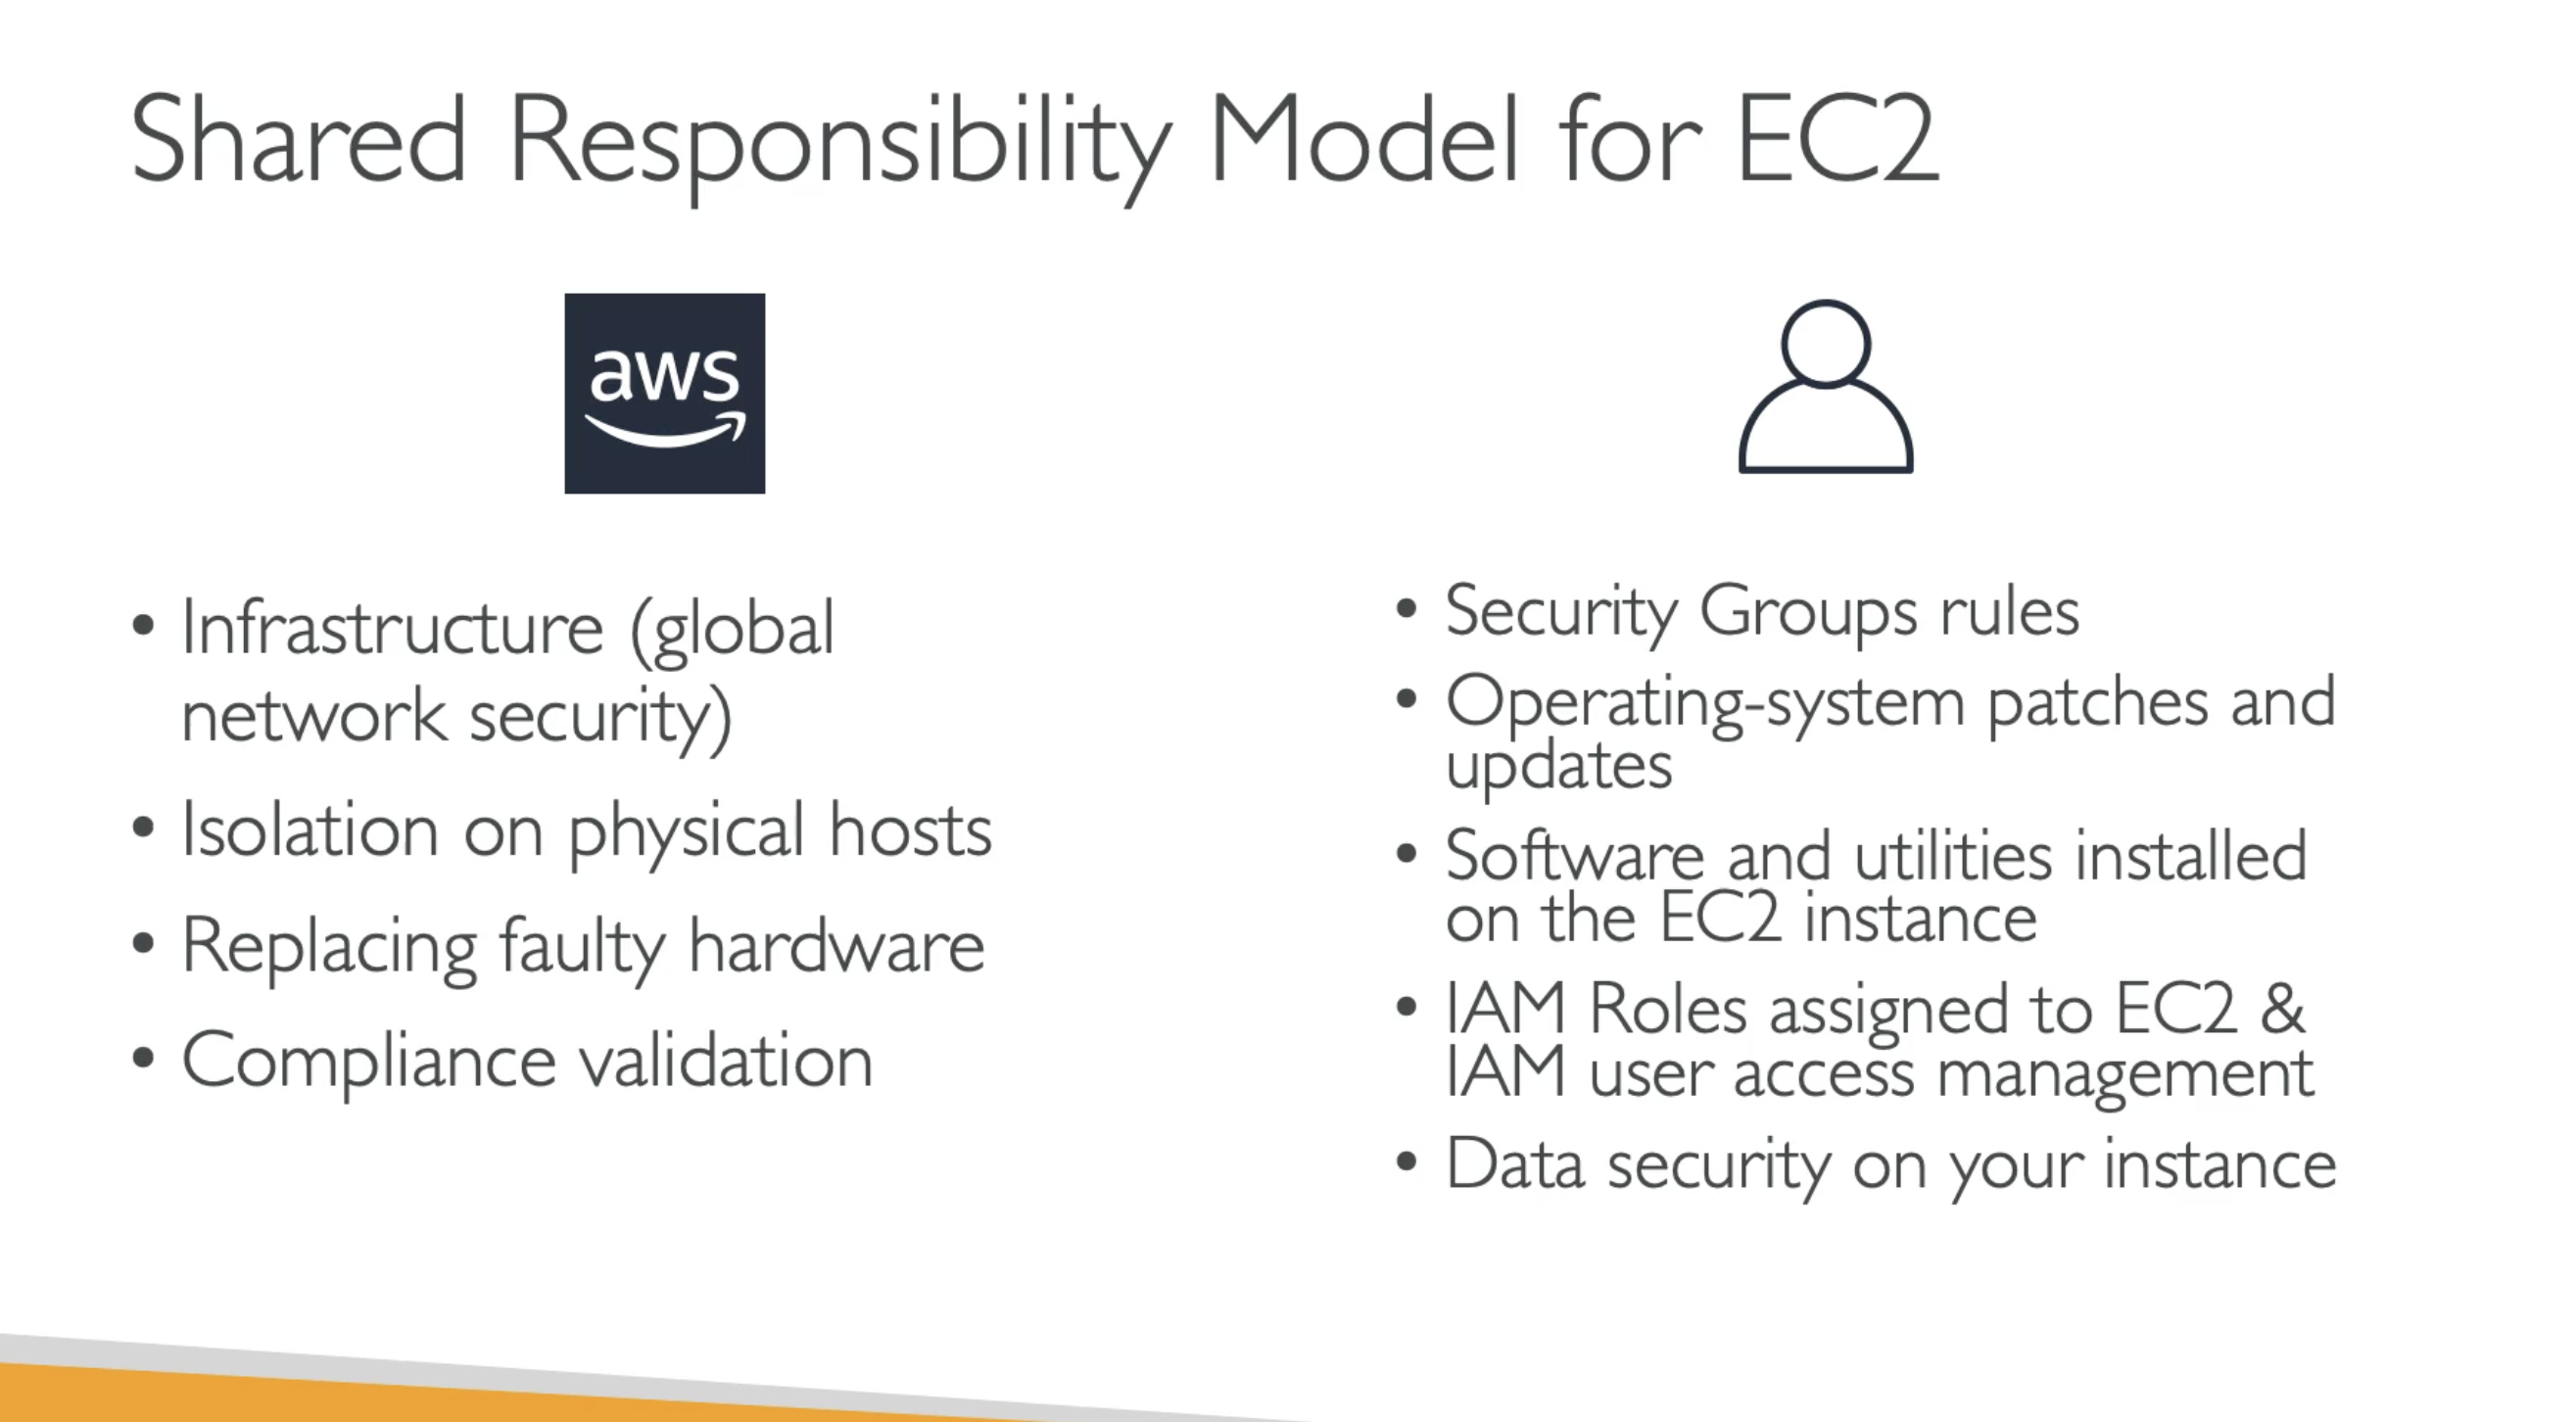 Shared Responsibility Model for EC2
aws
• Infrastructure (global
network security)
• Isolation on physical hosts
• Replacing faulty hardware
• Compliance validation
• Security Groups rules
• Operating-system patches and
updates
• Software and utilities installed
on the EC2 instance
• IAM Roles assigned to EC2 &
IAM user access management
• Data security on your instance